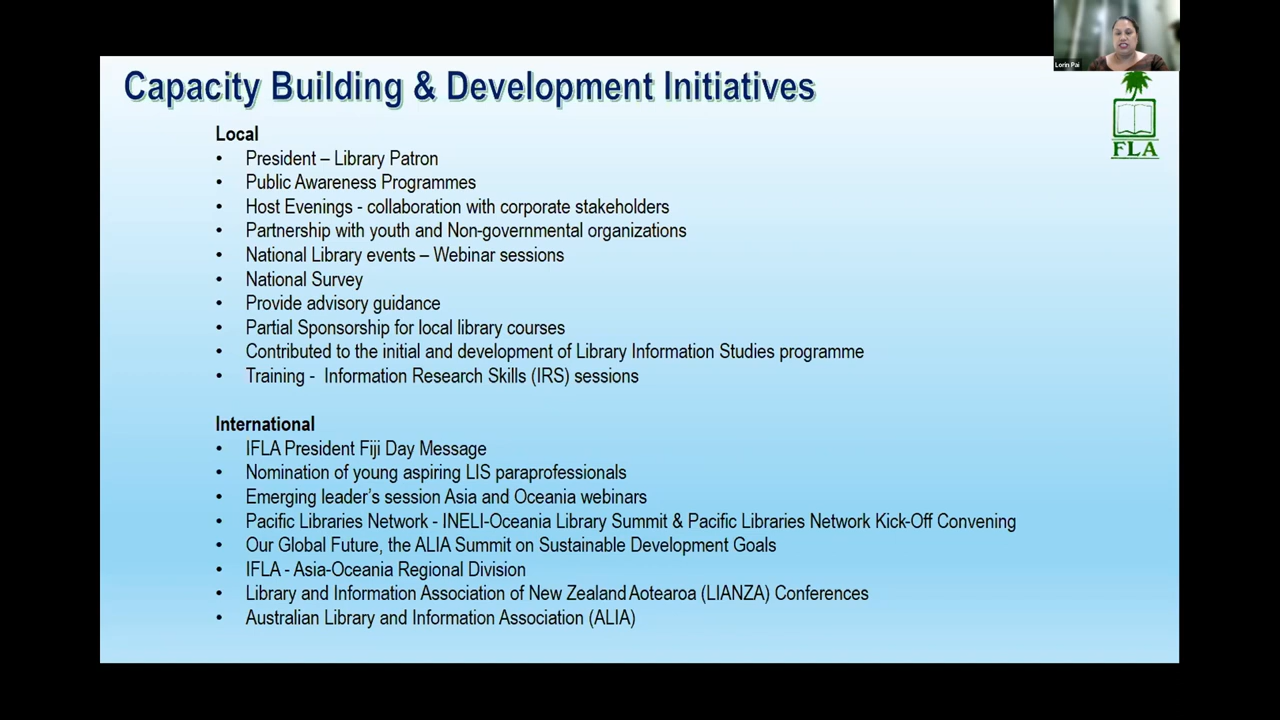 Lorin Pai
Capacity Building & Development Initiatives
FLA
Local
• President – Library Patron
• Public Awareness Programmes
• Host Evenings - collaboration with corporate stakeholders
• Partnership with youth and Non-governmental organizations
• National Library events – Webinar sessions
• National Survey
• Provide advisory guidance
• Partial Sponsorship for local library courses
• Contributed to the initial and development of Library Information Studies programme
• Training - Information Research Skills (IRS) sessions
International
• IFLA President Fiji Day Message
• Nomination of young aspiring LIS paraprofessionals
• Emerging leader's session Asia and Oceania webinars
• Pacific Libraries Network - INELI-Oceania Library Summit & Pacific Libraries Network Kick-Off Convening
• Our Global Future, the ALIA Summit on Sustainable Development Goals
• IFLA - Asia-Oceania Regional Division
• Library and Information Association of New Zealand Aotearoa (LIANZA) Conferences
• Australian Library and Information Association (ALIA)